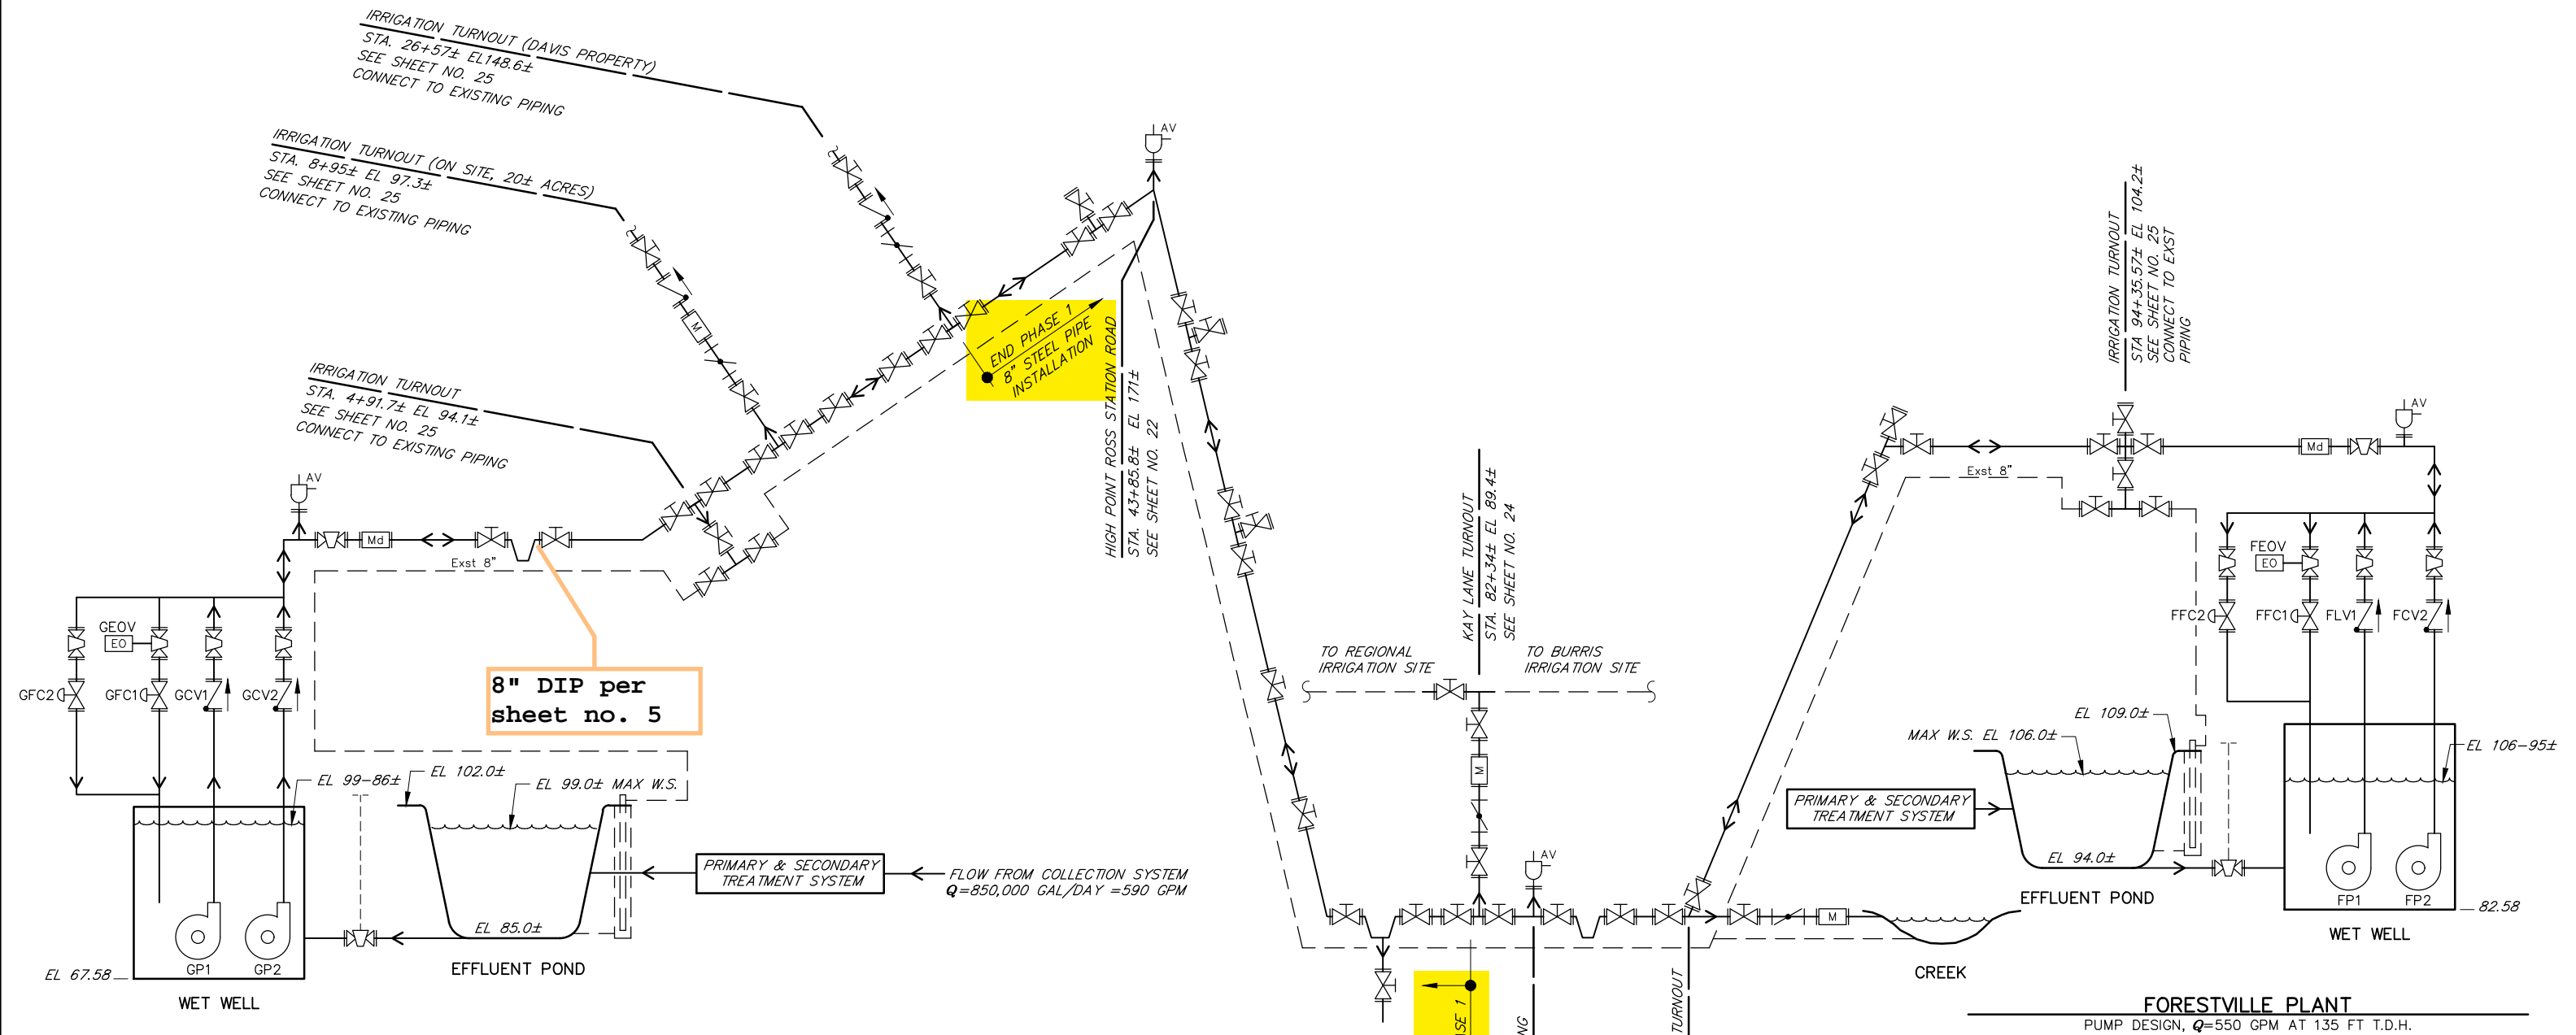 IRRIGATION TURNOUT (DAVIS PROPERTY)
STA. 26+57± EL148.6±
SEE SHEET NO. 25
CONNECT TO EXISTING PIPING
IRRIGATION TURNOUT (ON SITE, 20± ACRES)
STA. 8+95± EL 97.3±
SEE SHEET NO. 25
CONNECT TO EXISTING PIPING
IRRIGATION TURNOUT
STA. 4+91.7± EL 94.1±
SEE SHEET NO. 25
CONNECT TO EXISTING PIPING
AV
M
END PHASE 1
8" STEEL PIPE
INSTALLATION
HIGH POINT ROSS STATION ROAD
STA. 43+85.8± EL 171±
SEE SHEET NO. 22
AV
Md
Exst 8"
GEOV
EO
GFC2
GFC1
GCV1
GCV2
8" DIP per
sheet no. 5
EL 99-86±
EL 102.0±
EL 99.0± MAX W.S.
PRIMARY & SECONDARY
TREATMENT SYSTEM
FLOW FROM COLLECTION SYSTEM
Q=850,000 GAL/DAY =590 GPM
EL 85.0±
GP1
GP2
EL 67.58
EFFLUENT POND
WET WELL
KAY LANE TURNOUT
STA. 82+34± EL 89.4±
SEE SHEET NO. 24
TO REGIONAL
IRRIGATION SITE
TO BURRIS
IRRIGATION SITE
M
AV
M
CREEK
TURNOUT
IRRIGATION TURNOUT
STA 94+35.57± EL 104.2±
SEE SHEET NO. 25
CONNECT TO EXST
PIPING
AV
Md
Exst 8"
FEOV
EO
FFC2
FFC1
FLV1
FCV2
EL 109.0±
MAX W.S. EL 106.0±
EL 106-95±
PRIMARY & SECONDARY
TREATMENT SYSTEM
EL 94.0±
EFFLUENT POND
FP1
FP2
82.58
WET WELL
FORESTVILLE PLANT
PUMP DESIGN, Q=550 GPM AT 135 FT T.D.H.